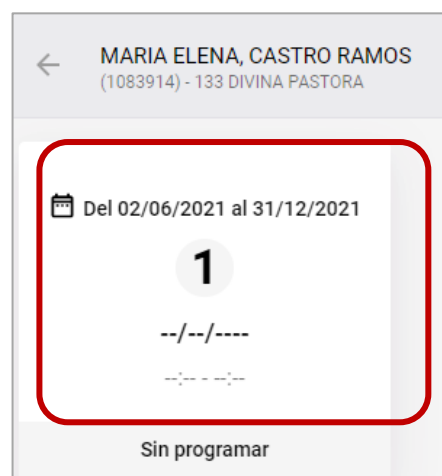 MARIA ELENA, CASTRO RAMOS
(1083914) - 133 DIVINA PASTORA
Del 02/06/2021 al 31/12/2021
1
--/--/----
--:-- - --:--
Sin programar